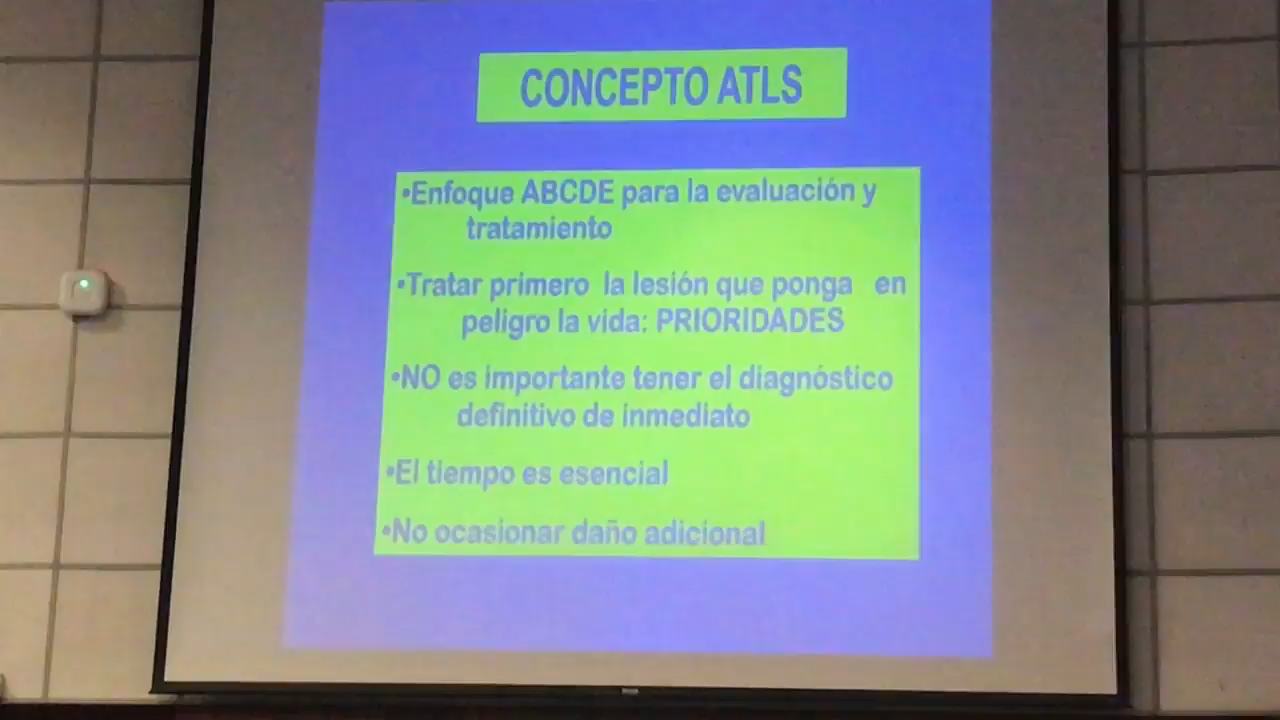 CONCEPTO ATLS
•Enfoque ABCDE para la evaluación y
tratamiento
•Tratar primero la lesión que ponga en
peligro la vida: PRIORIDADES
•NO es importante tener el diagnóstico
definitivo de inmediato
•El tiempo es esencial
•No ocasionar daño adicional